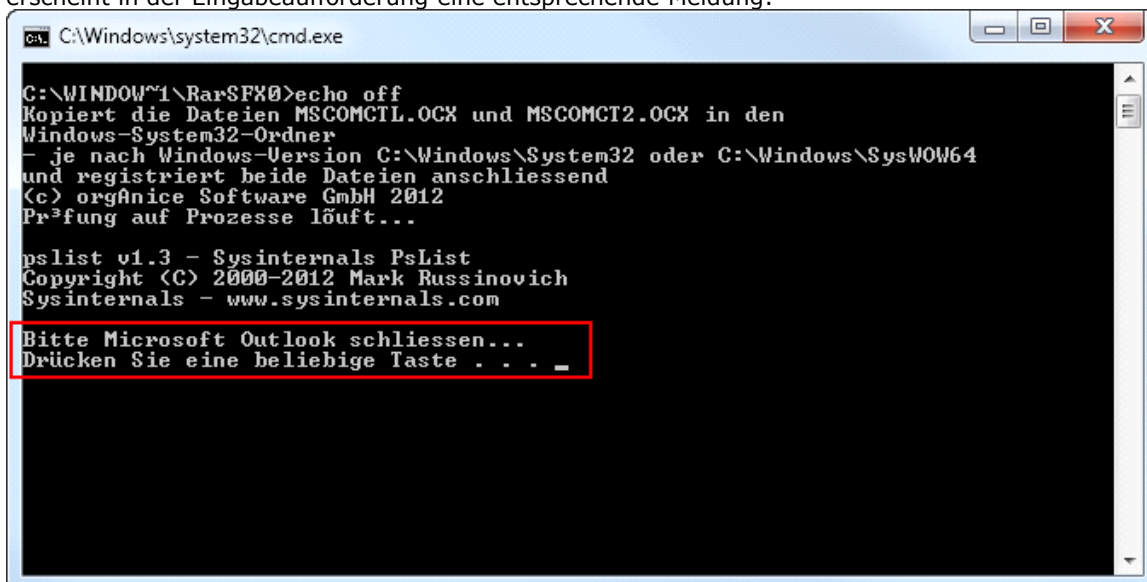 erscheint in der Eingabeaufforderung eine entsprechende Meldung:
C:\Windows\system32\cmd.exe
C:\WINDOW~1\RarSFX0>echo off
Kopiert die Dateien MSCOMCTL.OCX und MSCOMCT2.OCX in den
Windows-System32-Ordner
- je nach Windows-Version C:\Windows\System32 oder C:\Windows\SysWOW64
und registriert beide Dateien anschliessend
(c) orgAnice Software GmbH 2012
Pr³fung auf Prozesse lõuft...
pslist v1.3 - Sysinternals PsList
Copyright (C) 2000-2012 Mark Russinovich
Sysinternals - www.sysinternals.com
Bitte Microsoft Outlook schliessen...
Drücken Sie eine beliebige Taste . . . _